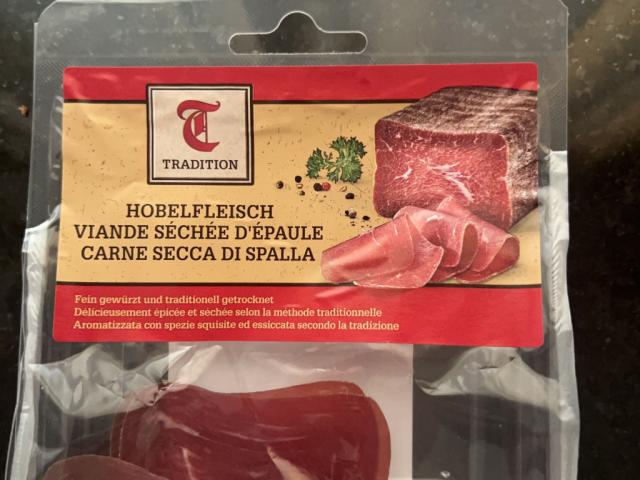 T
TRADITION
HOBELFLEISCH
VIANDE SÉCHÉE D'ÉPAULE
CARNE SECCA DI SPALLA
Fein gewürzt und traditionell getrocknet
Délicieusement épicée et séchée selon la méthode traditionnelle
Aromatizzata con spezie squisite ed essiccata secondo la tradizione